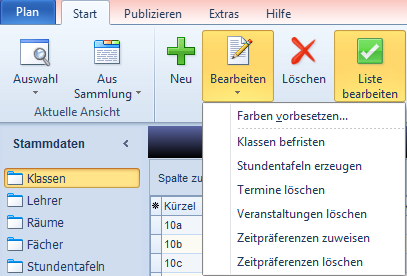 Plan Start Publizieren Extras Hilfe
Auswahl
Aus Sammlung
Neu
Bearbeiten
Löschen
Liste bearbeiten
Aktuelle Ansicht
Farben vorbesetzen...
Klassen befristen
Stundentafeln erzeugen
Termine löschen
Veranstaltungen löschen
Zeitpräferenzen zuweisen
Zeitpräferenzen löschen
Stammdaten
Klassen
Lehrer
Räume
Fächer
Stundentafeln
Spalte zu
Kürzel
10a
10b
10c